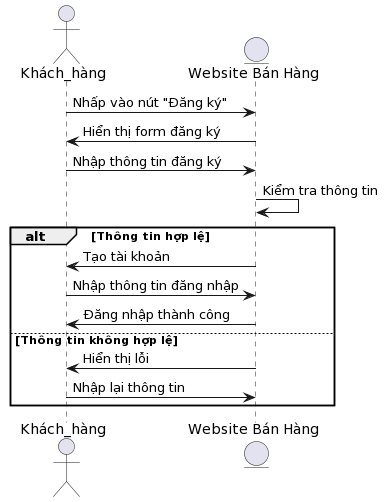 Khách_hàng
Website Bán Hàng
Nhấp vào nút "Đăng ký"
Hiển thị form đăng ký
Nhập thông tin đăng ký
Kiểm tra thông tin
alt [Thông tin hợp lệ]
Tạo tài khoản
Nhập thông tin đăng nhập
Đăng nhập thành công
[Thông tin không hợp lệ]
Hiển thị lỗi
Nhập lại thông tin
Khách_hàng
Website Bán Hàng